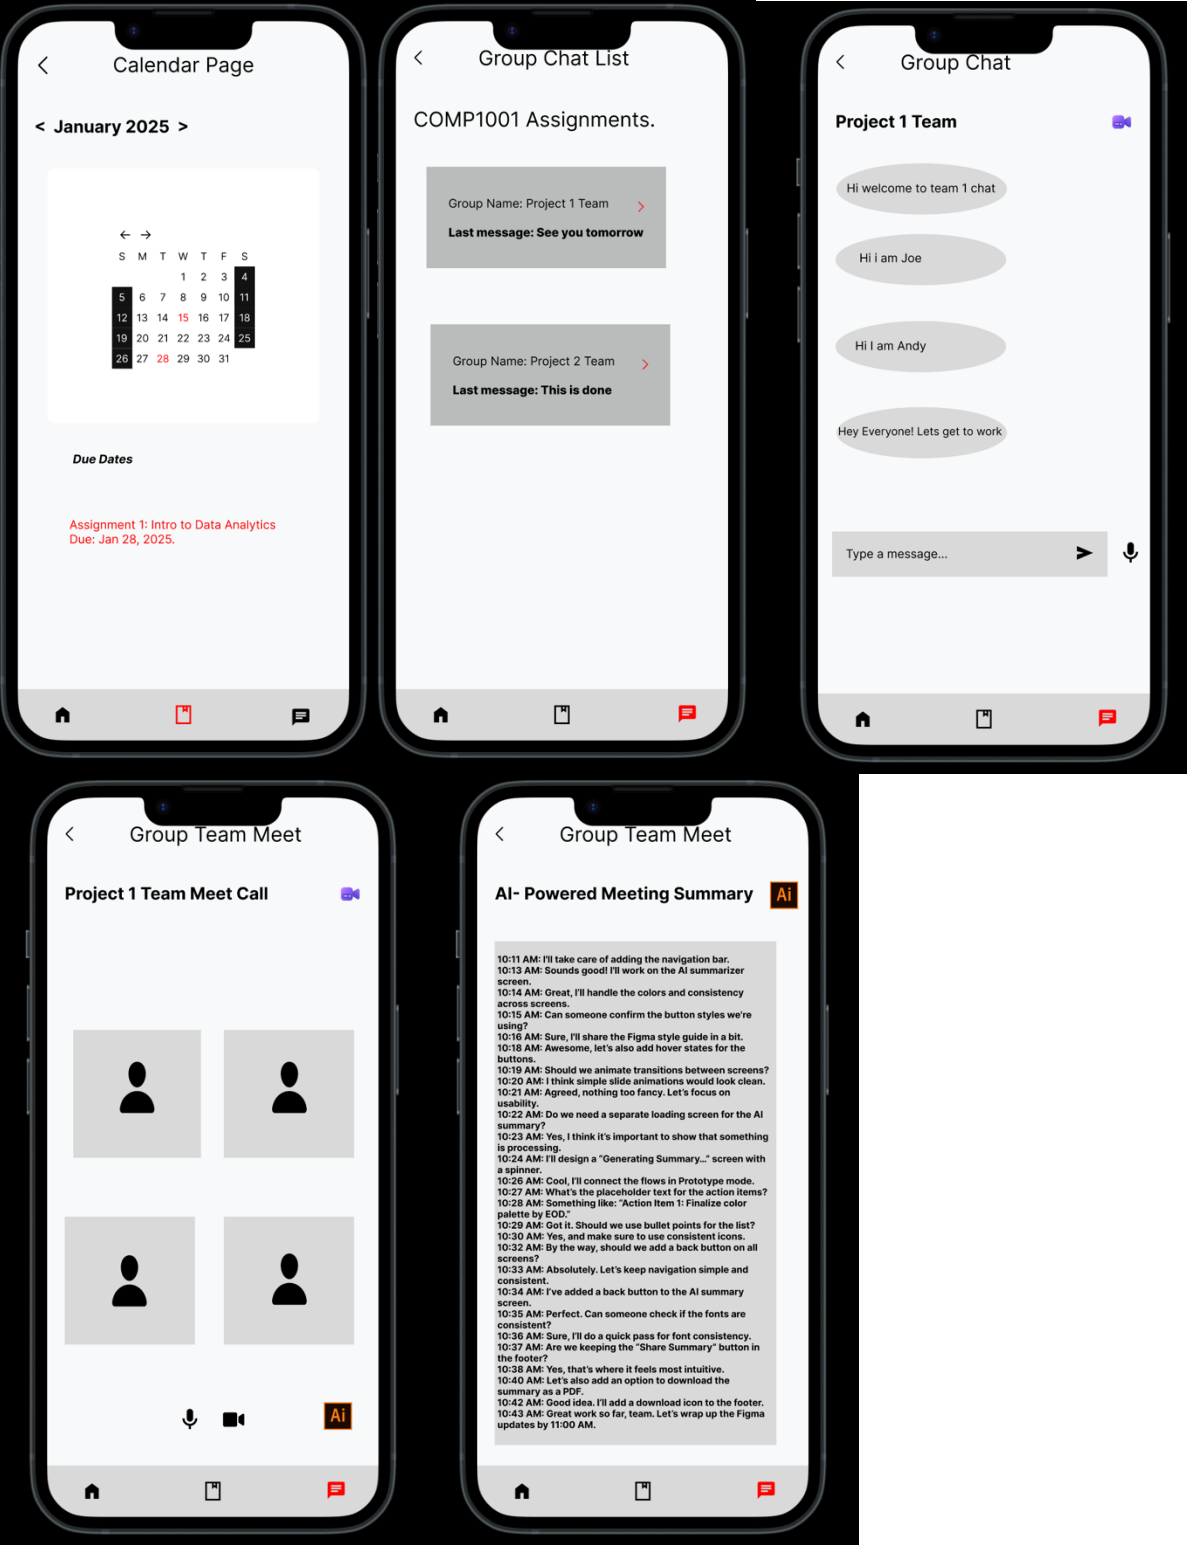 Calendar Page
< January 2025 >
← →
S M T W T F S
1 2 3 4
5 6 7 8 9 10 11
12 13 14 15 16 17 18
19 20 21 22 23 24 25
26 27 28 29 30 31
Due Dates
Assignment 1: Intro to Data Analytics
Due: Jan 28, 2025.
Group Chat List
COMP1001 Assignments.
Group Name: Project 1 Team
Last message: See you tomorrow
Group Name: Project 2 Team
Last message: This is done
Group Chat
Project 1 Team
Hi welcome to team 1 chat
Hi i am Joe
Hi I am Andy
Hey Everyone! Lets get to work
Type a message...
Group Team Meet
Project 1 Team Meet Call
Ai
Group Team Meet
AI- Powered Meeting Summary
Ai
10:11 AM: I'll take care of adding the navigation bar.
10:13 AM: Sounds good! I'll work on the AI summarizer
screen.
10:14 AM: Great, I'll handle the colors and consistency
across screens.
10:15 AM: Can someone confirm the button styles we're
using?
10:16 AM: Sure, I'll share the Figma style guide in a bit.
10:18 AM: Awesome, let's also add hover states for the
buttons.
10:19 AM: Should we animate transitions between screens?
10:20 AM: I think simple slide animations would look clean.
10:21 AM: Agreed, nothing too fancy. Let's focus on
usability.
10:22 AM: Do we need a separate loading screen for the AI
summary?
10:23 AM: Yes, I think it's important to show that something
is processing.
10:24 AM: I'll design a "Generating Summary..." screen with
a spinner.
10:26 AM: Cool, I'll connect the flows in Prototype mode.
10:27 AM: What's the placeholder text for the action items?
10:28 AM: Something like: "Action Item 1: Finalize color
palette by EOD."
10:29 AM: Got it. Should we use bullet points for the list?
10:30 AM: Yes, and make sure to use consistent icons.
10:32 AM: By the way, should we add a back button on all
screens?
10:33 AM: Absolutely. Let's keep navigation simple and
consistent.
10:34 AM: I've added a back button to the AI summary
screen.
10:35 AM: Perfect. Can someone check if the fonts are
consistent?
10:36 AM: Sure, I'll do a quick pass for font consistency.
10:37 AM: Are we keeping the "Share Summary" button in
the footer?
10:38 AM: Yes, that's where it feels most intuitive.
10:40 AM: Let's also add an option to download the
summary as a PDF.
10:42 AM: Good idea. I'll add a download icon to the footer.
10:43 AM: Great work so far, team. Let's wrap up the Figma
updates by 11:00 AM.